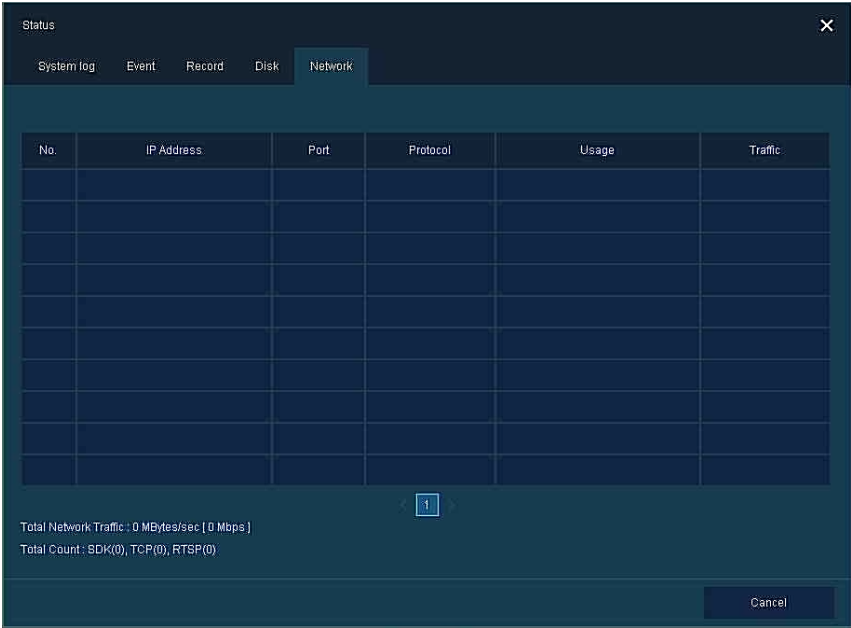 Status
System log Event Record Disk Network
No. IP Address Port Protocol Usage Traffic
1
Total Network Traffic : 0 MBytes/sec [ 0 Mbps ]
Total Count : SDK(0), TCP(0), RTSP(0)
Cancel